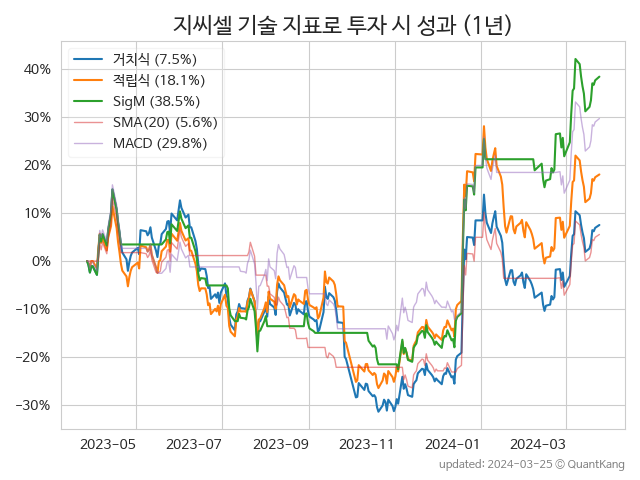 지씨셀 기술 지표로 투자 시 성과 (1년)
거치식 (7.5%)
적립식 (18.1%)
SigM (38.5%)
SMA(20) (5.6%)
MACD (29.8%)
40%
30%
20%
10%
0%
−10%
−20%
−30%
2023-05 2023-07 2023-09 2023-11 2024-01 2024-03
updated: 2024-03-25 © QuantKang